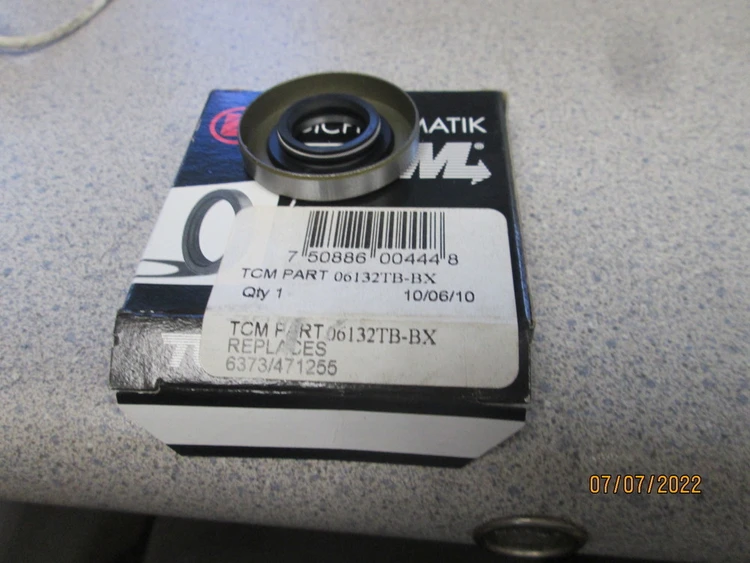 MATIK
7 50886 00444 8
TCM PART 06132TB-BX
Qty 1 10/06/10
TCM PART 06132TB-BX
REPLACES
6373/471255
07/07/2022